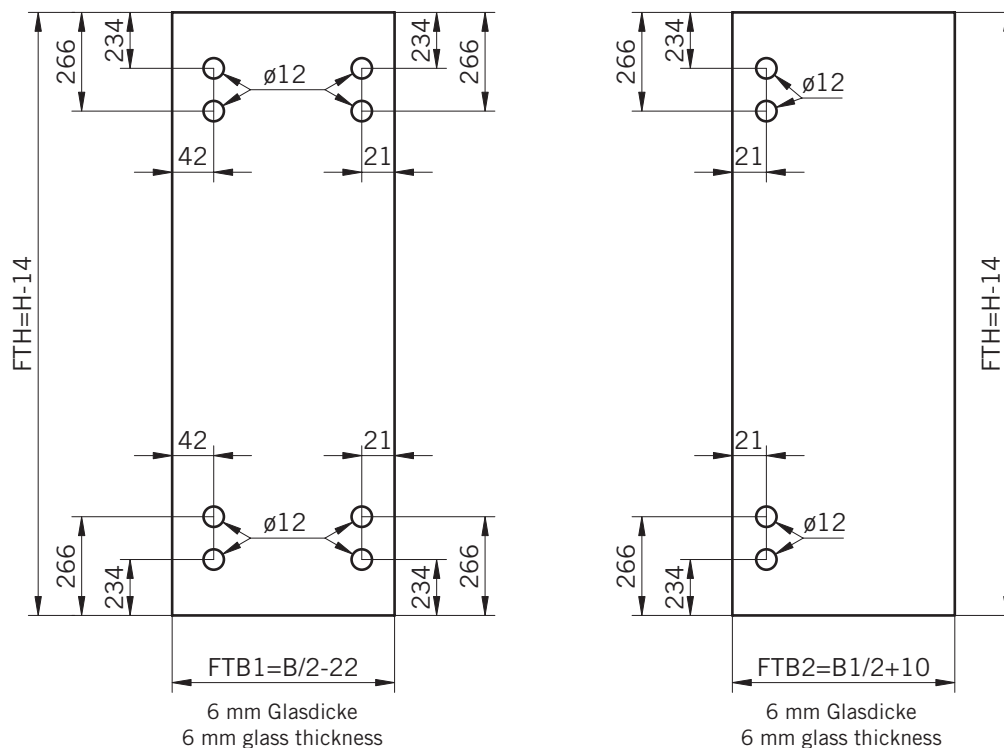 266
234
ø12
234
266
42
21
FTH=H-14
42
21
266
234
ø12
234
266
FTB1=B/2-22
6 mm Glasdicke
6 mm glass thickness
266
234
ø12
21
FTH=H-14
21
266
234
ø12
FTB2=B1/2+10
6 mm Glasdicke
6 mm glass thickness